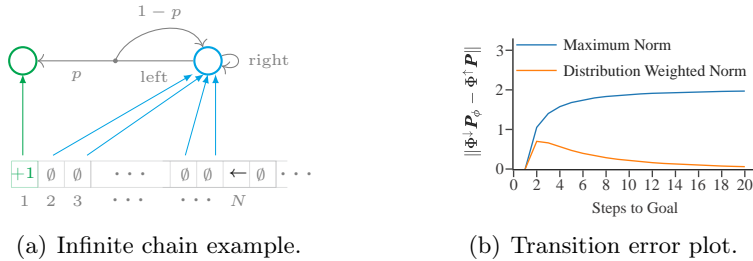 1 − p
p
left
right
+1 ∅ ∅ · · · ∅ ∅ ← ∅ · · ·
1 2 3 · · · · · · N
(a) Infinite chain example.
‖Φ↓P_ϕ − Φ↑P‖
Maximum Norm
Distribution Weighted Norm
3
2
1
0
0 2 4 6 8 10 12 14 16 18 20
Steps to Goal
(b) Transition error plot.